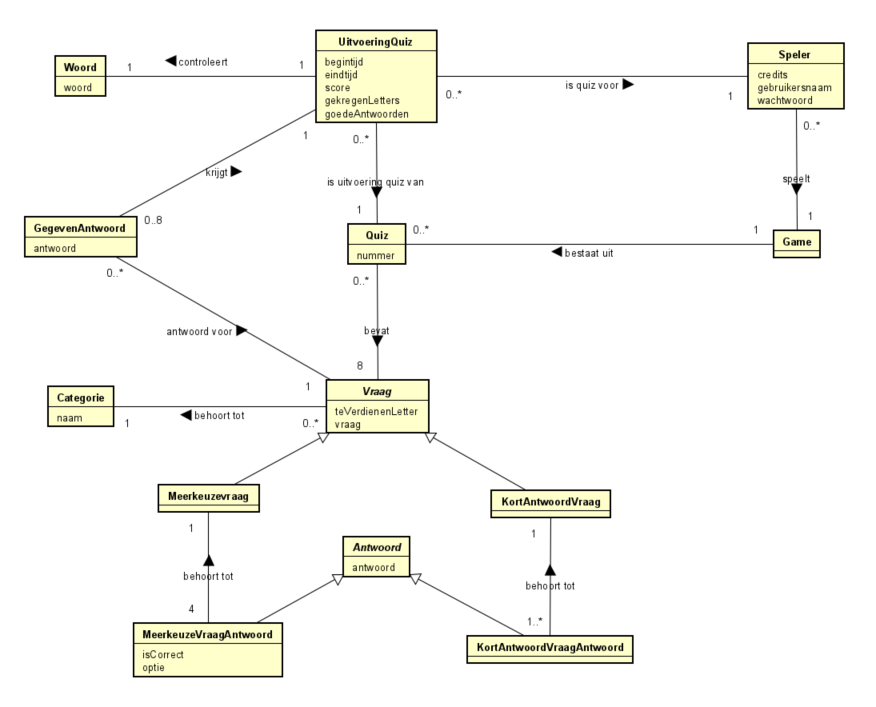 UitvoeringQuiz
begintijd
eindtijd
score
gekregenLetters
goedeAntwoorden
Woord
woord
1
controleert
1
Speler
credits
gebruikersnaam
wachtwoord
0..*
is quiz voor
1
1
krijgt
0..8
0..*
is uitvoering quiz van
1
0..*
speelt
1
GegevenAntwoord
antwoord
0..*
Quiz
nummer
0..*
bestaat uit
1
Game
0..*
bevat
8
antwoord voor
1
Vraag
teVerdienenLetter
vraag
Categorie
naam
1
behoort tot
0..*
Meerkeuzevraag
KortAntwoordVraag
1
behoort tot
4
Antwoord
antwoord
1
behoort tot
1..*
MeerkeuzeVraagAntwoord
isCorrect
optie
KortAntwoordVraagAntwoord